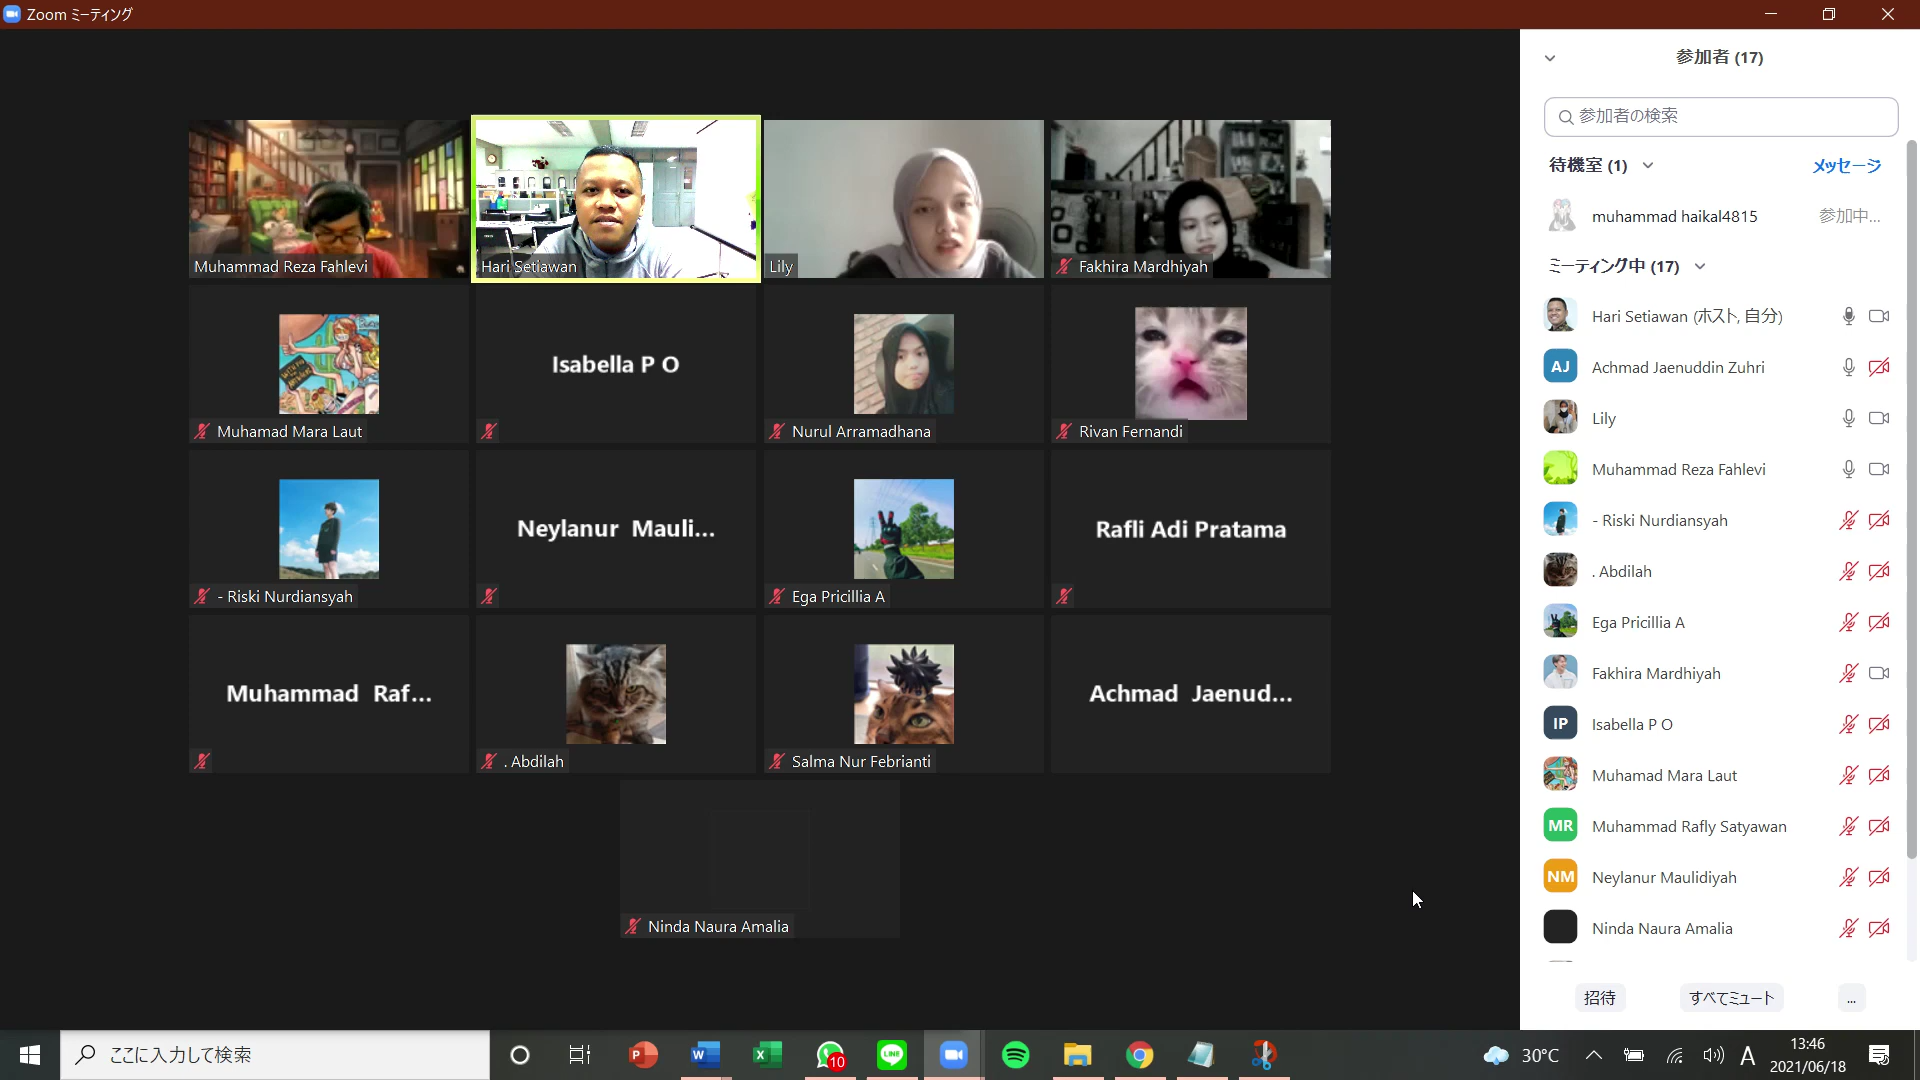 Zoom ミーティング
Muhammad Reza Fahlevi
Hari Setiawan
Lily
Fakhira Mardhiyah
Muhamad Mara Laut
Isabella P O
Nurul Arramadhana
Rivan Fernandi
- Riski Nurdiansyah
Neylanur Mauli...
Ega Pricillia A
Rafli Adi Pratama
Muhammad Raf...
. Abdilah
Salma Nur Febrianti
Achmad Jaenud...
Ninda Naura Amalia
参加者 (17)
参加者の検索
待機室 (1)
メッセージ
muhammad haikal4815
参加中...
ミーティング中 (17)
Hari Setiawan (ホスト, 自分)
AJ
Achmad Jaenuddin Zuhri
Lily
Muhammad Reza Fahlevi
- Riski Nurdiansyah
. Abdilah
Ega Pricillia A
Fakhira Mardhiyah
IP
Isabella P O
Muhamad Mara Laut
MR
Muhammad Rafly Satyawan
NM
Neylanur Maulidiyah
Ninda Naura Amalia
招待
すべてミュート
...
ここに入力して検索
P
W
X
10
LINE
30°C
A
13:46
2021/06/18